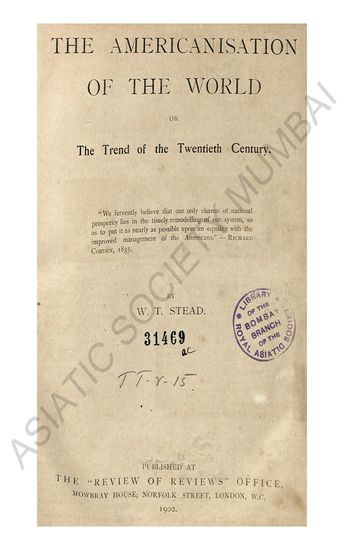 THE AMERICANISATION
OF THE WORLD
OR
The Trend of the Twentieth Century.
"We fervently believe that our only chance of national
prosperity lies in the timely remodelling of our system, so
as to put it as nearly as possible upon an equality with the
improved management of the Americans."—RICHARD
COBDEN, 1835.
BY
W. T. STEAD.
31469
ac
TT-8-15
LIBRARY
OF THE
BOMBAY
BRANCH
OF THE
ROYAL ASIATIC SOCIETY
PUBLISHED AT
THE "REVIEW OF REVIEWS" OFFICE,
MOWBRAY HOUSE, NORFOLK STREET, LONDON, W.C.
1902.
ASIATIC SOCIETY MUMBAI